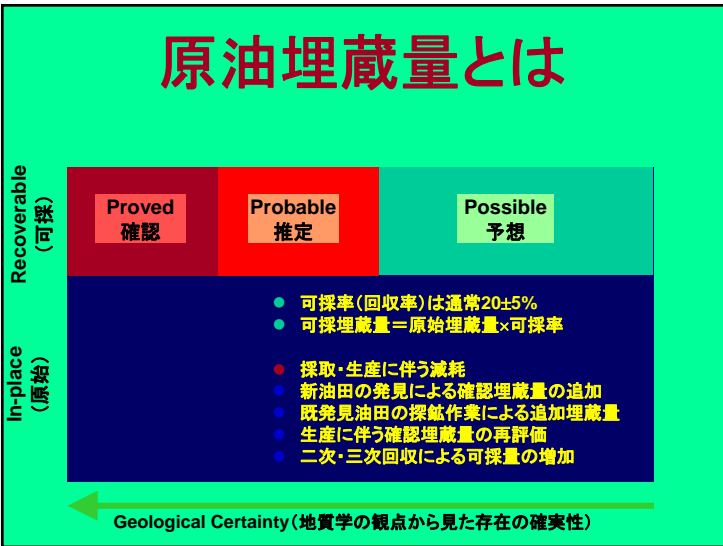 原油埋蔵量とは
Recoverable
(可採)
Proved
確認
Probable
推定
Possible
予想
In-place
(原始)
● 可採率(回収率)は通常20±5%
● 可採埋蔵量=原始埋蔵量×可採率
● 採取・生産に伴う減耗
● 新油田の発見による確認埋蔵量の追加
● 既発見油田の探鉱作業による追加埋蔵量
● 生産に伴う確認埋蔵量の再評価
● 二次・三次回収による可採量の増加
Geological Certainty(地質学の観点から見た存在の確実性)